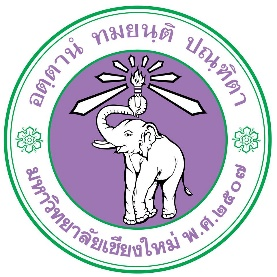 อตฺตานํ ทมยนฺติ ปณฺฑิตา
มหาวิทยาลัยเชียงใหม่ พ.ศ.๒๕๐๗